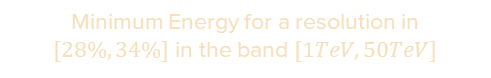 Minimum Energy for a resolution in
[28%, 34%] in the band [1TeV, 50TeV]